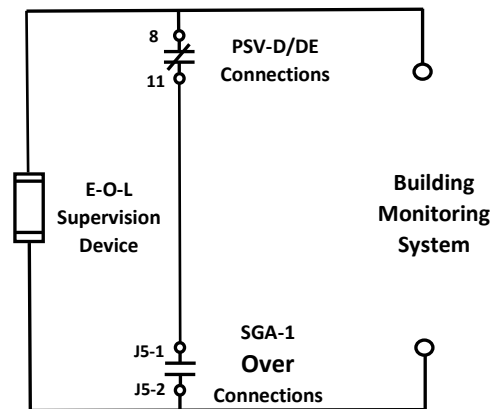 8
11
PSV-D/DE
Connections
E-O-L
Supervision
Device
Building
Monitoring
System
J5-1
J5-2
SGA-1
Over
Connections